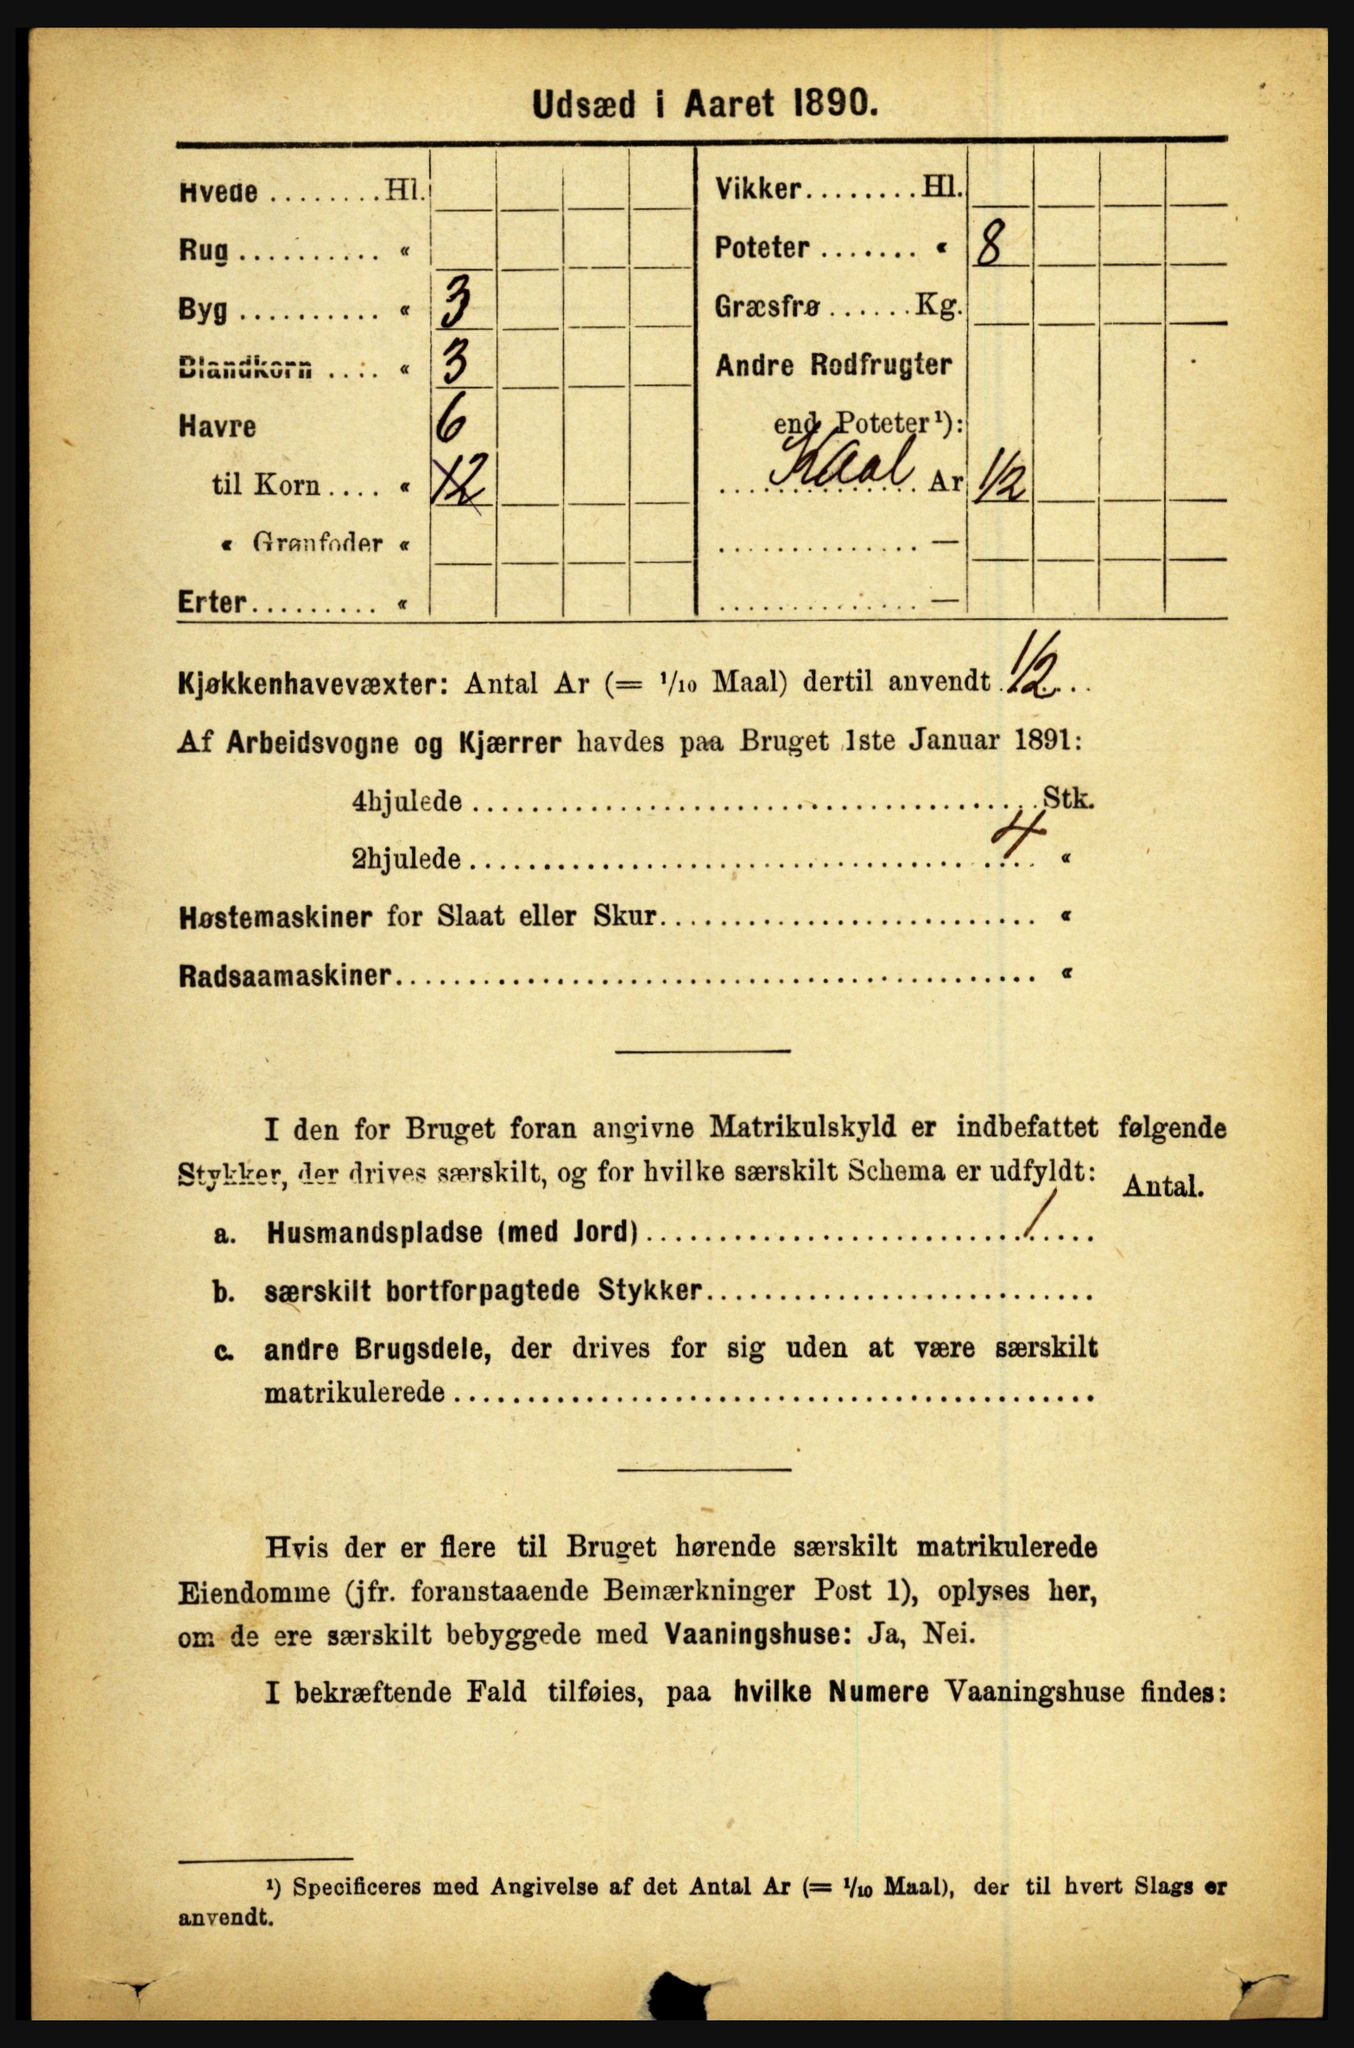 Udsæd i Aaret 1890.
Hvede ........ Hl.
Rug .......... «
Byg .......... « 3
Blandkorn .... « 3
Havre 6
til Korn .... « 12
« Grønfoder «
Erter ......... «
Vikker ........ Hl.
Poteter ....... « 8
Græsfrø ...... Kg.
Andre Rodfrugter
end Poteter¹):
Kaal Ar 1/2
.............. —
.............. —
Kjøkkenhavevæxter: Antal Ar (= 1/10 Maal) dertil anvendt 1/2
Af Arbeidsvogne og Kjærrer havdes paa Bruget 1ste Januar 1891:
4hjulede ........................ Stk.
2hjulede ........................ 4 «
Høstemaskiner for Slaat eller Skur ........................ «
Radsaamaskiner ........................ «
I den for Bruget foran angivne Matrikulskyld er indbefattet følgende
Stykker, der drives særskilt, og for hvilke særskilt Schema er udfyldt: Antal.
a. Husmandspladse (med Jord) ........................ 1
b. særskilt bortforpagtede Stykker ........................
c. andre Brugsdele, der drives for sig uden at være særskilt
matrikulerede ........................
Hvis der er flere til Bruget hørende særskilt matrikulerede
Eiendomme (jfr. foranstaaende Bemærkninger Post 1), oplyses her,
om de ere særskilt bebyggede med Vaaningshuse: Ja, Nei.
I bekræftende Fald tilføies, paa hvilke Numere Vaaningshuse findes:
¹) Specificeres med Angivelse af det Antal Ar (= 1/10 Maal), der til hvert Slags er
anvendt.